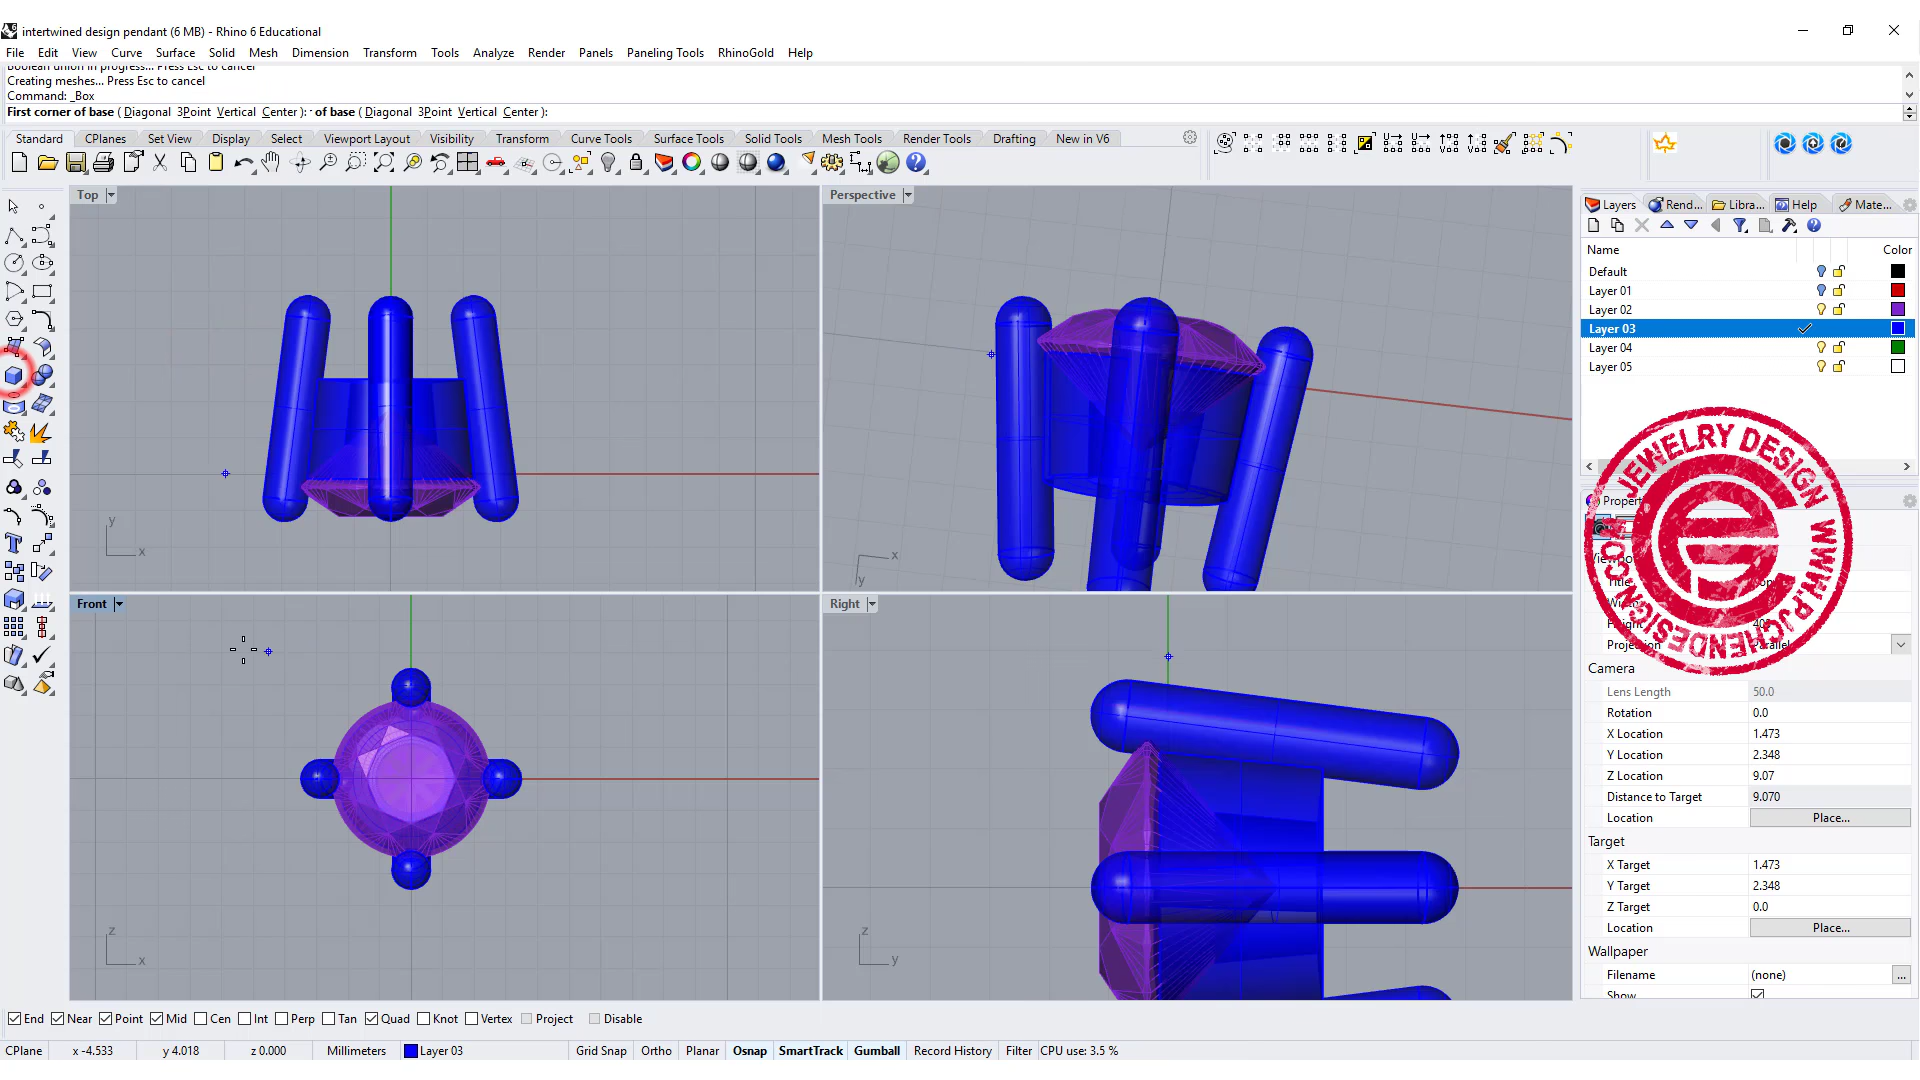 intertwined design pendant (6 MB) - Rhino 6 Educational
File Edit View Curve Surface Solid Mesh Dimension Transform Tools Analyze Render Panels Paneling Tools RhinoGold Help
Boolean union in progress... Press Esc to cancel
Creating meshes... Press Esc to cancel
Command: _Box
First corner of base ( Diagonal 3Point Vertical Center ): ' of base ( Diagonal 3Point Vertical Center ):
Standard CPlanes Set View Display Select Viewport Layout Visibility Transform Curve Tools Surface Tools Solid Tools Mesh Tools Render Tools Drafting New in V6
Top
Perspective
Front
Right
y
x
x
y
z
x
z
y
Layers Rend... Libra... Help Mate...
Name Color
Default
Layer 01
Layer 02
Layer 03
Layer 04
Layer 05
JEWELRY DESIGN
WWW.PJCHENDESIGN.COM
Camera
Lens Length 50.0
Rotation 0.0
X Location 1.473
Y Location 2.348
Z Location 9.07
Distance to Target 9.070
Location Place...
Target
X Target 1.473
Y Target 2.348
Z Target 0.0
Location Place...
Wallpaper
Filename (none) ...
Show
End Near Point Mid Cen Int Perp Tan Quad Knot Vertex Project Disable
CPlane x -4.533 y 4.018 z 0.000 Millimeters Layer 03 Grid Snap Ortho Planar Osnap SmartTrack Gumball Record History Filter CPU use: 3.5 %